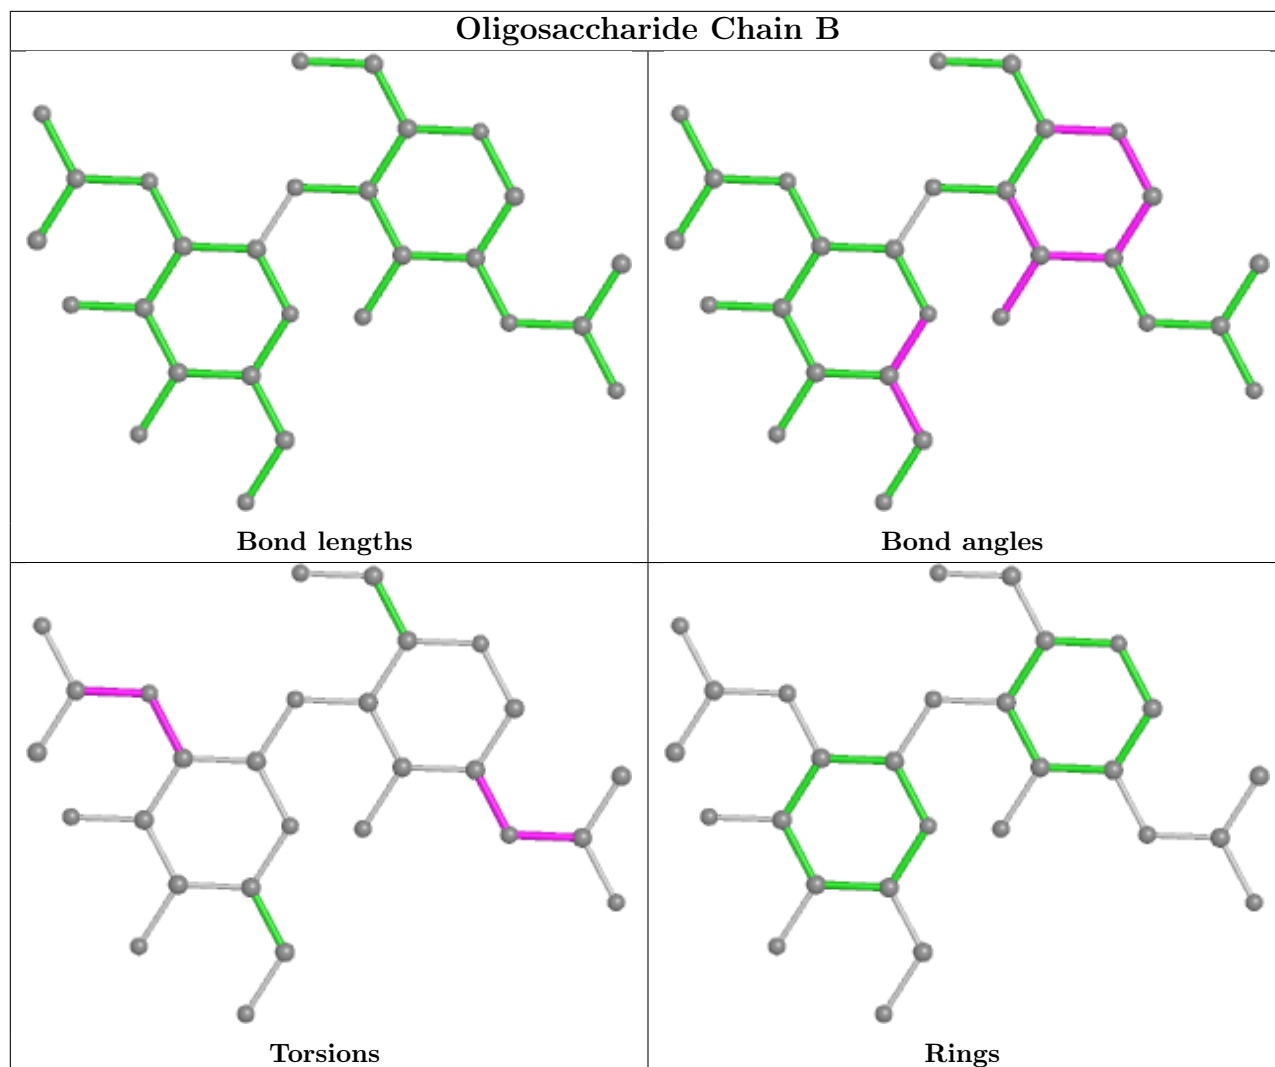 Oligosaccharide Chain B
Bond lengths
Bond angles
Torsions
Rings